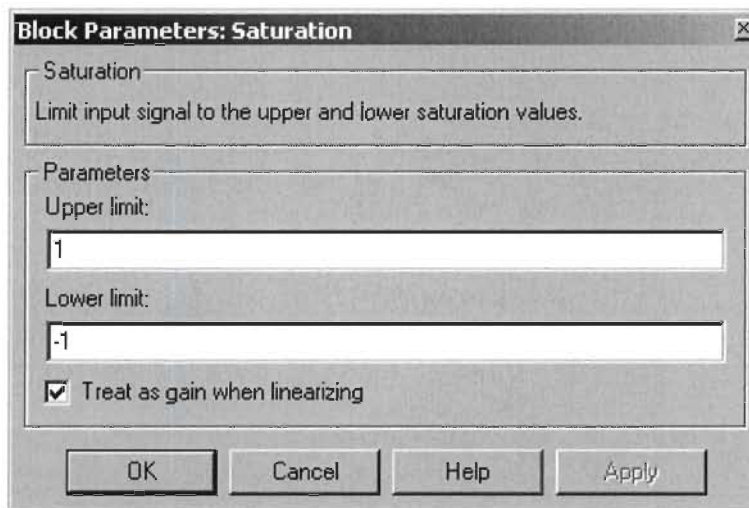 Block Parameters: Saturation
Saturation
Limit input signal to the upper and lower saturation values.
Parameters
Upper limit:
1
Lower limit:
-1
Treat as gain when linearizing
OK Cancel Help Apply